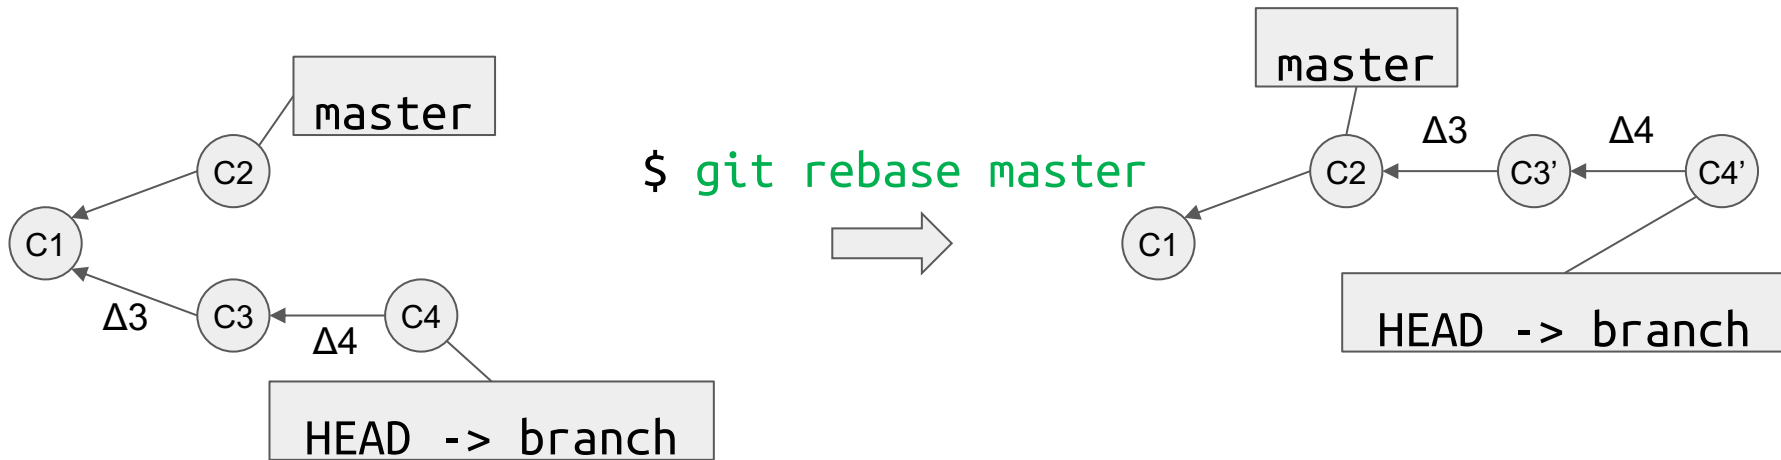 master
C2
C1
Δ3
C3
Δ4
C4
HEAD -> branch
$ git rebase master
master
Δ3
Δ4
C2
C3’
C4’
C1
HEAD -> branch